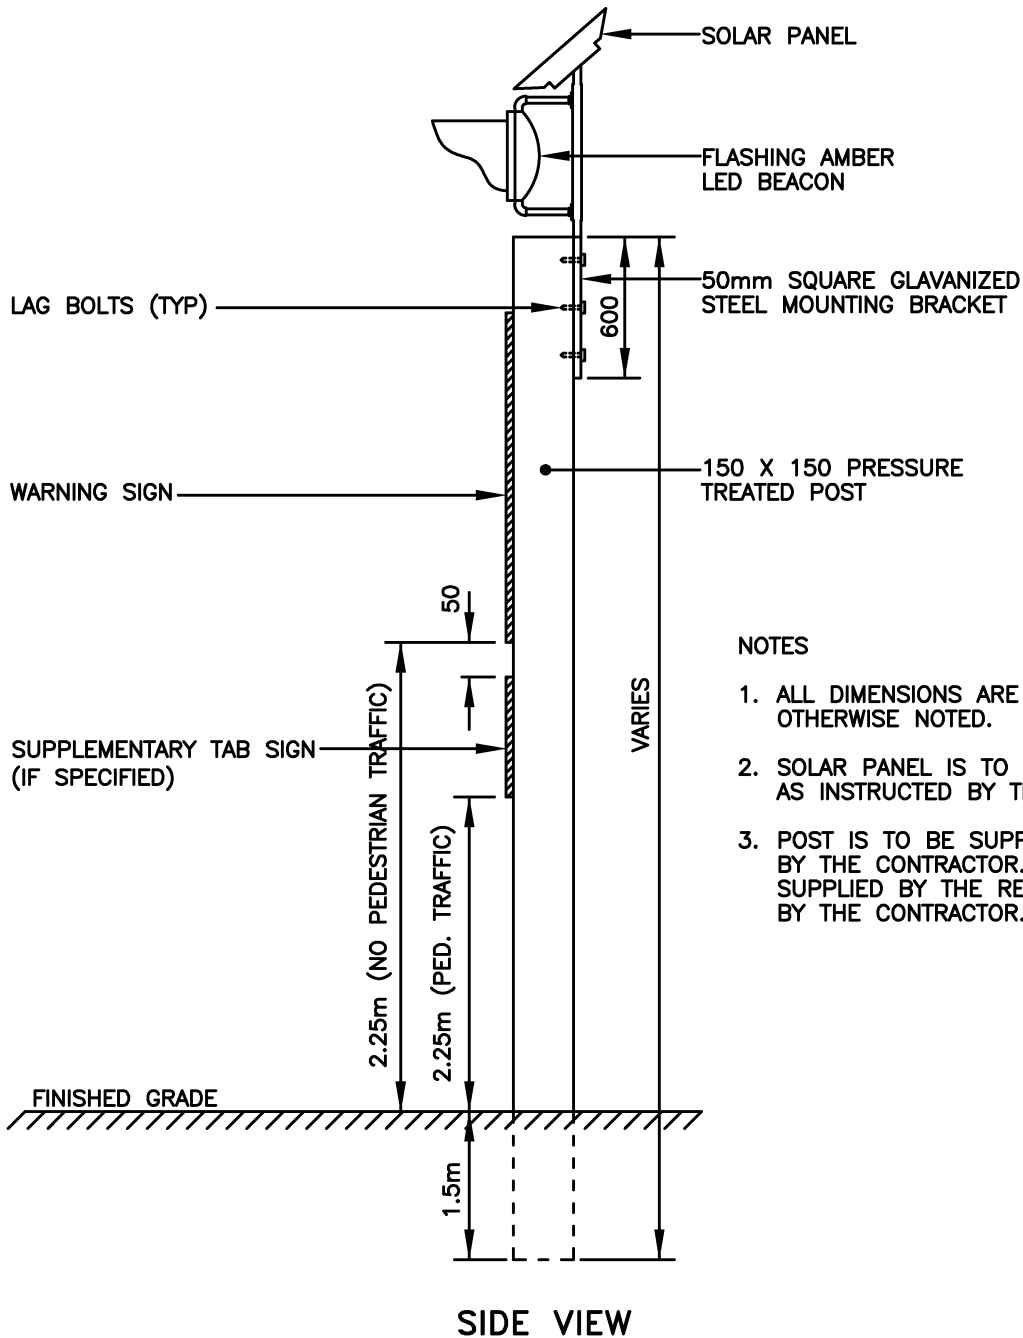 SOLAR PANEL
FLASHING AMBER
LED BEACON
50mm SQUARE GLAVANIZED
STEEL MOUNTING BRACKET
LAG BOLTS (TYP)
600
150 X 150 PRESSURE
TREATED POST
WARNING SIGN
50
VARIES
SUPPLEMENTARY TAB SIGN
(IF SPECIFIED)
2.25m (NO PEDESTRIAN TRAFFIC)
2.25m (PED. TRAFFIC)
NOTES
1. ALL DIMENSIONS ARE
OTHERWISE NOTED.
2. SOLAR PANEL IS TO
AS INSTRUCTED BY
3. POST IS TO BE
BY THE CONTRACTOR.
SUPPLIED BY THE
BY THE CONTRACTOR.
FINISHED GRADE
1.5m
SIDE VIEW